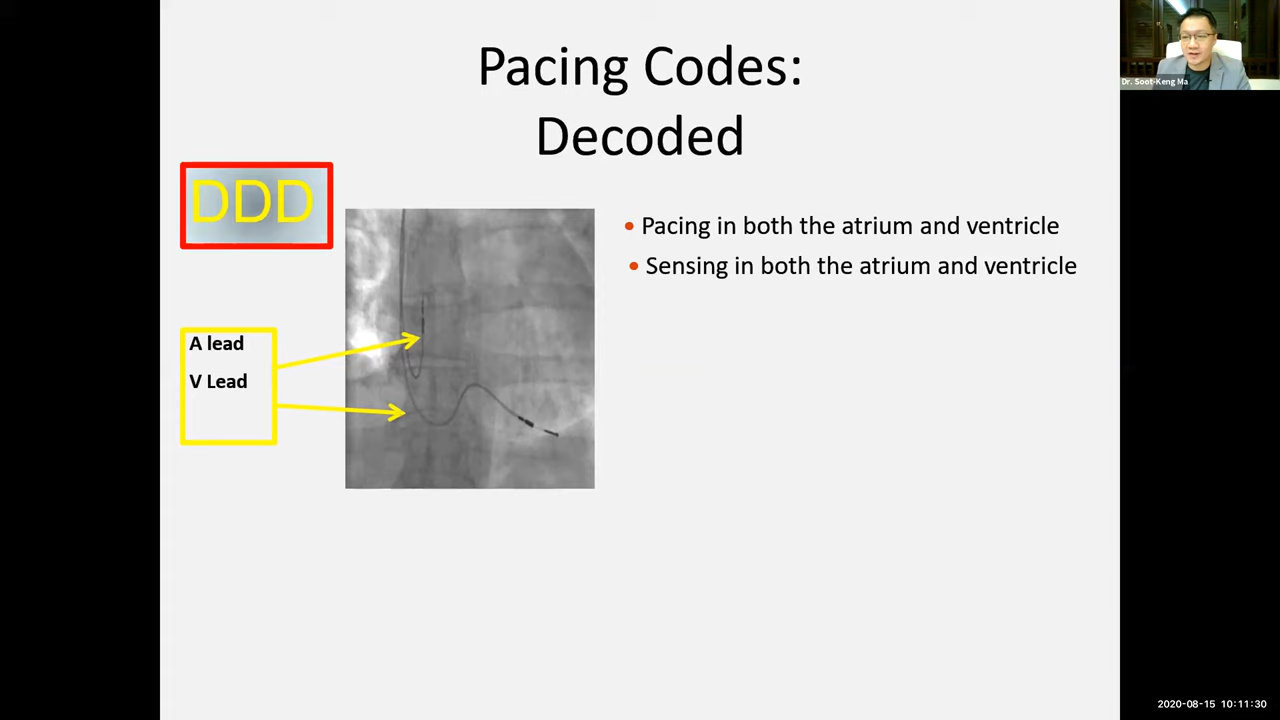 Pacing Codes:
Decoded
DDD
• Pacing in both the atrium and ventricle
• Sensing in both the atrium and ventricle
A lead
V Lead
Dr. Soot-Keng Ma
2020-08-15 10:11:30